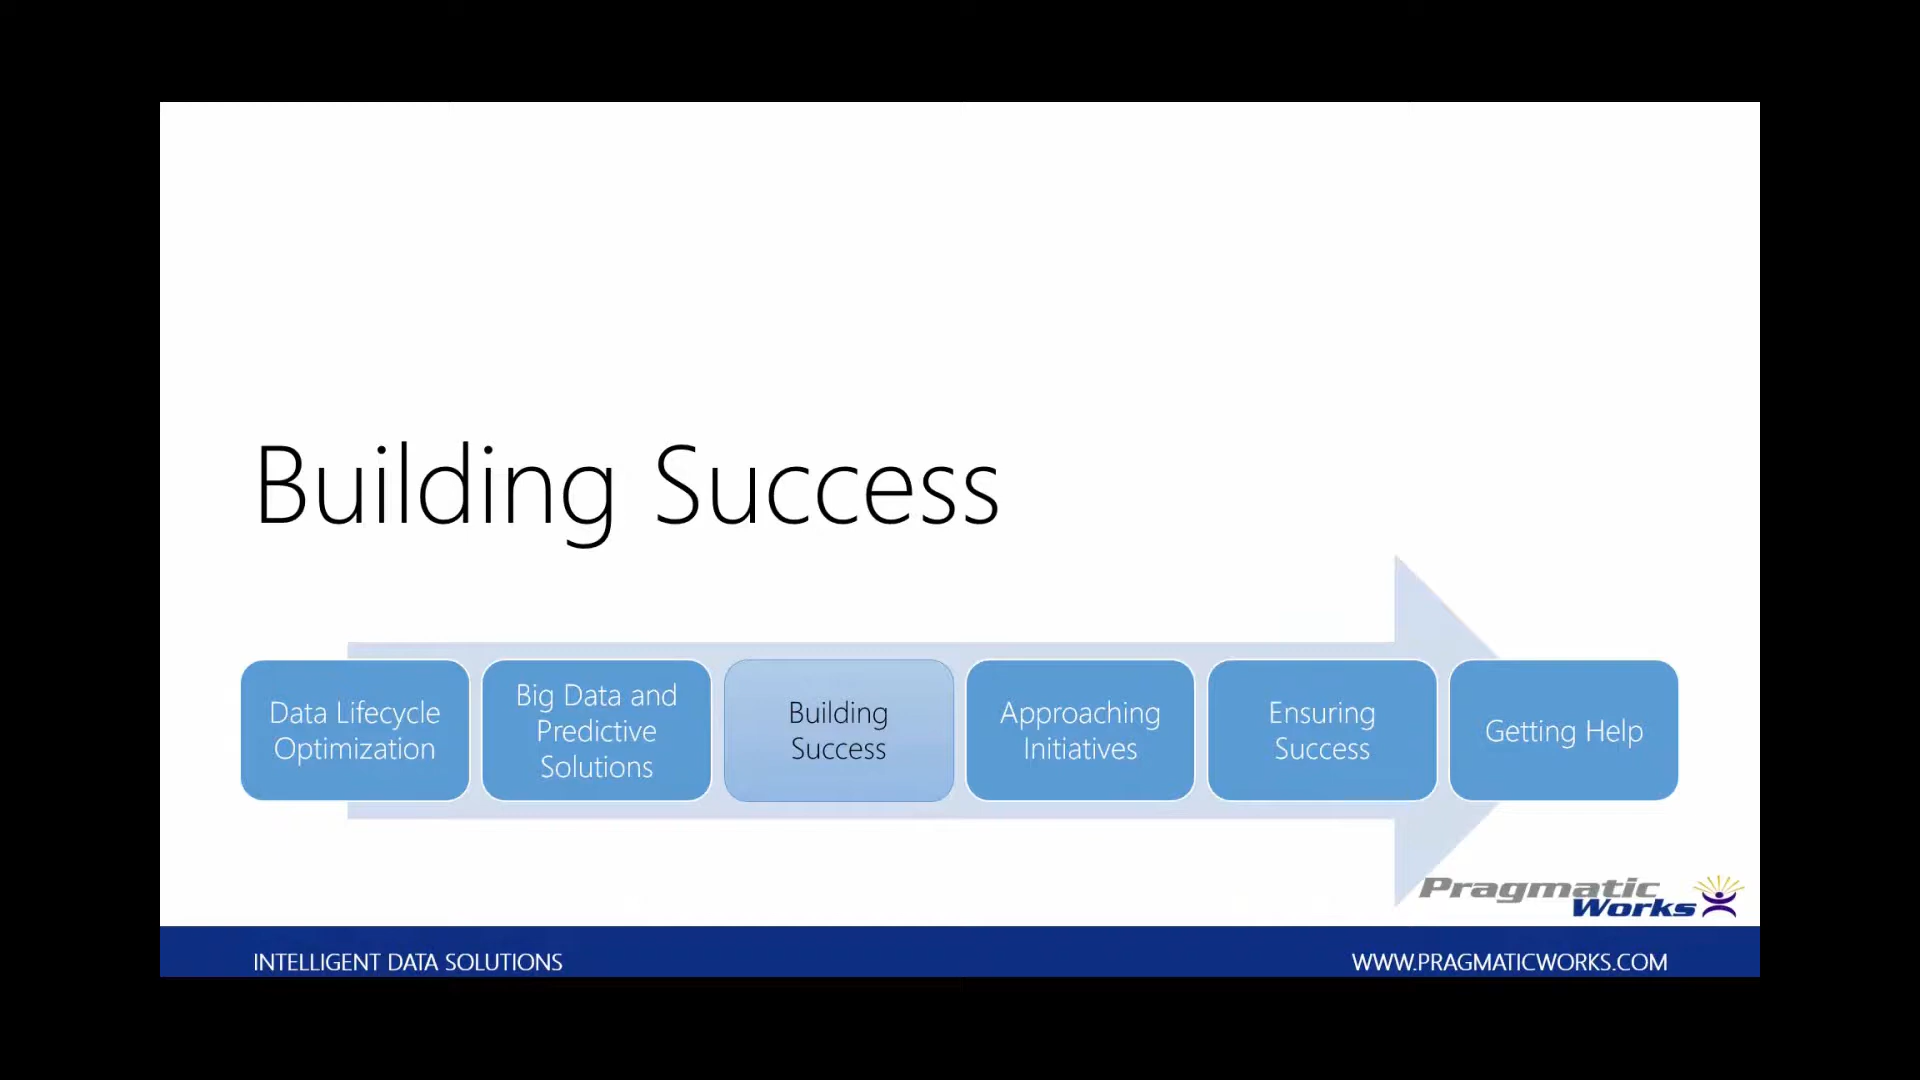 Building Success
Data Lifecycle
Optimization
Big Data and
Predictive
Solutions
Building
Success
Approaching
Initiatives
Ensuring
Success
Getting Help
Pragmatic
Works
INTELLIGENT DATA SOLUTIONS
WWW.PRAGMATICWORKS.COM